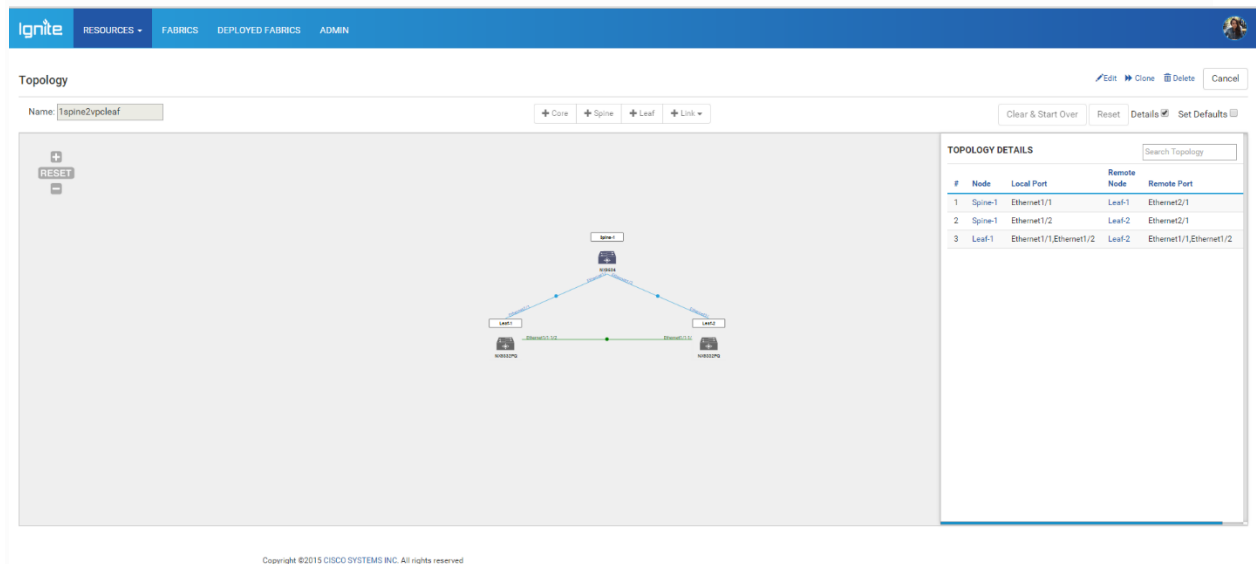 Ignite RESOURCES FABRICS DEPLOYED FABRICS ADMIN
Topology
Edit Clone Delete Cancel
Name: 1spine2vpcleaf
Core Spine Leaf Link
Clear & Start Over Reset Details Set Defaults
RESET
TOPOLOGY DETAILS Search Topology
# Node Local Port Remote Node Remote Port
1 Spine-1 Ethernet1/1 Leaf-1 Ethernet2/1
2 Spine-1 Ethernet1/2 Leaf-2 Ethernet2/1
3 Leaf-1 Ethernet1/1,Ethernet1/2 Leaf-2 Ethernet1/1,Ethernet1/2
Spine-1
Leaf-1
Leaf-2
Copyright ©2015 CISCO SYSTEMS INC. All rights reserved